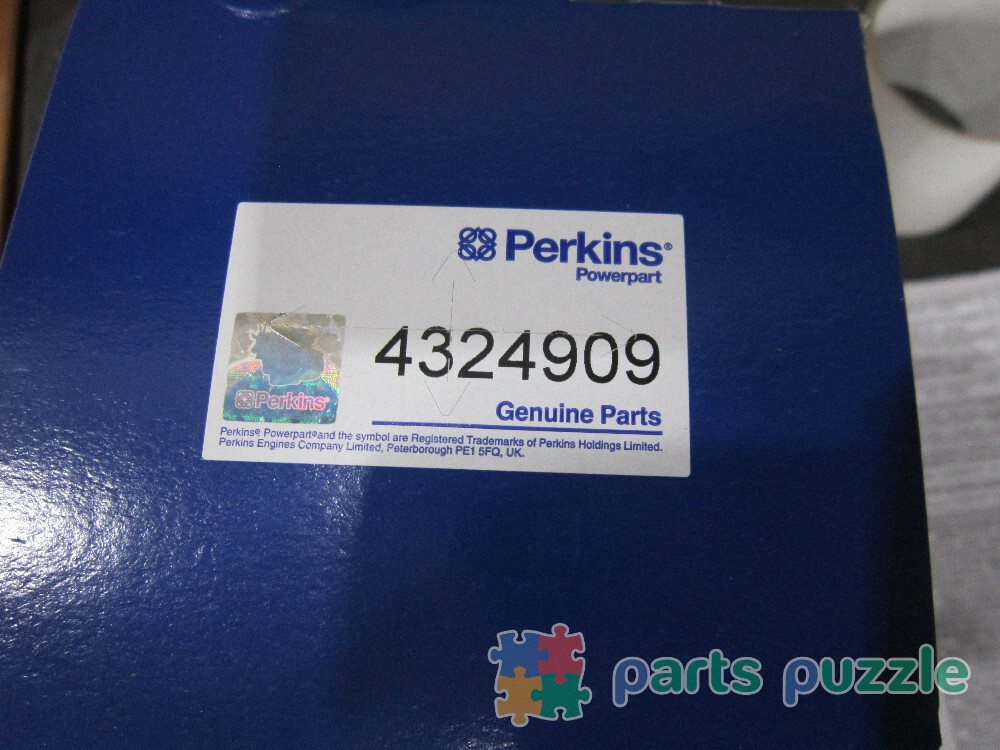 Perkins®
Powerpart
4324909
Perkins®
Genuine Parts
Perkins® Powerpart® and the symbol are Registered Trademarks of Perkins Holdings Limited.
Perkins Engines Company Limited, Peterborough PE1 5FQ, UK.
parts puzzle